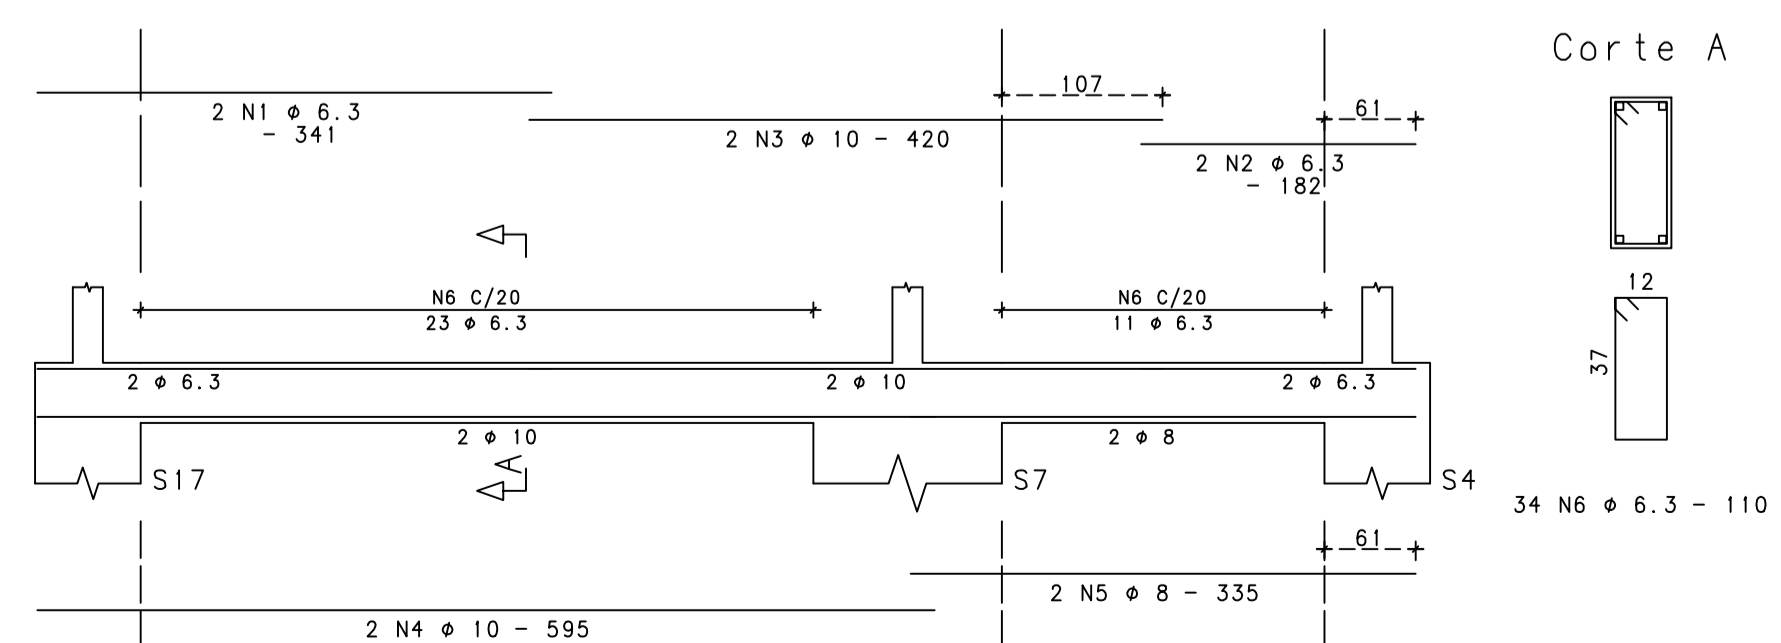 Corte A
107
61
2 N1  φ 6.3
- 341
2 N3 φ 10 - 420
2 N2 φ 6.3
- 182
12
N6 C/20
23 φ 6.3
N6 C/20
11 φ 6.3
37
2 φ 6.3
2 φ 10
2 φ 6.3
2 φ 10
2 φ 8
A
S17
S7
S4
34 N6 φ 6.3 - 110
61
2 N5 φ 8 - 335
2 N4 φ 10 - 595